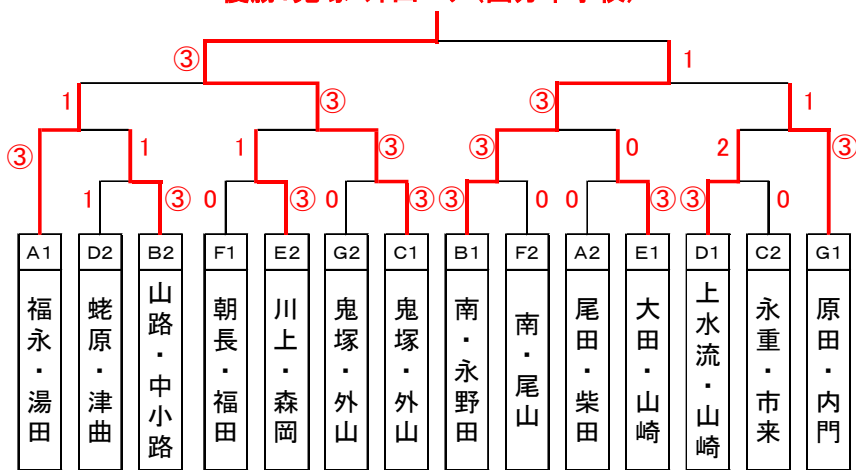 ③ 1
1 ③ ③ 1
③ 1 1 ③ ③ 0 2 ③
1 ③ 0 ③ 0 ③ ③ 0 0 ③ ③ 0
A1 D2 B2 F1 E2 G2 C1 B1 F2 A2 E1 D1 C2 G1
福永・湯田
蛯原・津曲
山路・中小路
朝長・福田
川上・森岡
鬼塚・外山
鬼塚・外山
南・永野田
南・尾山
尾田・柴田
大田・山崎
上水流・山崎
永重・市来
原田・内門